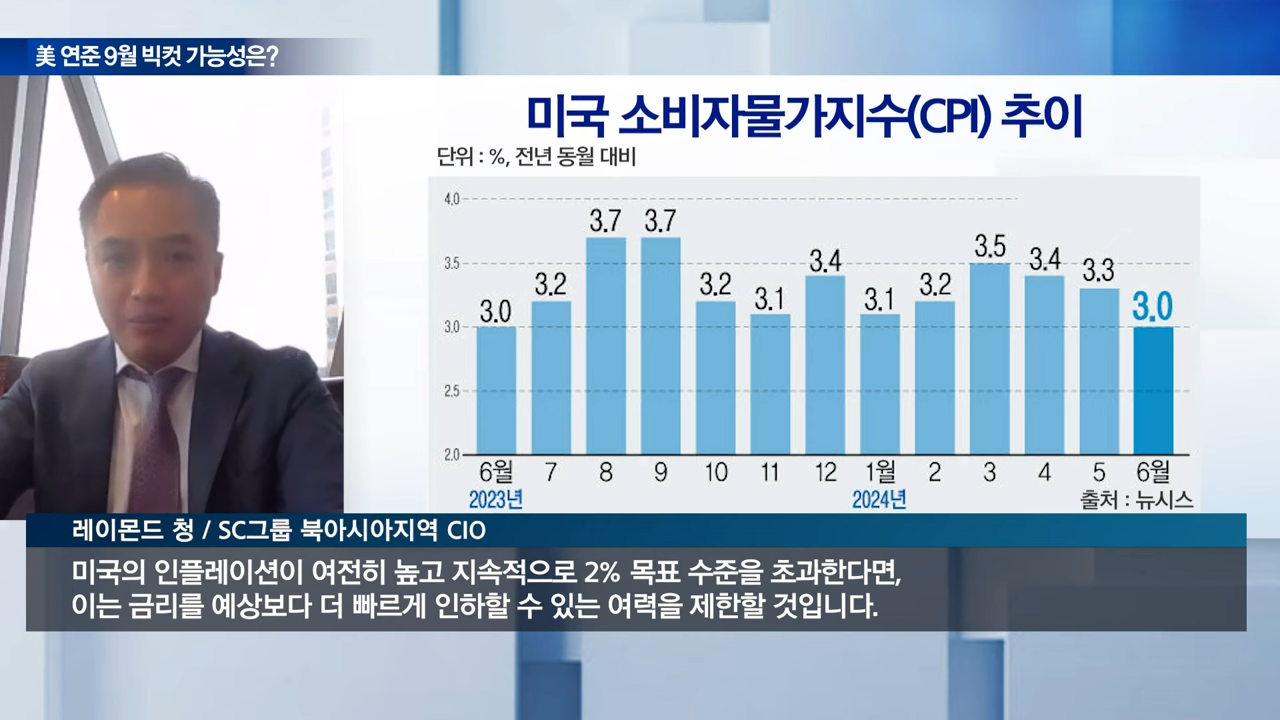 美 연준 9월 빅컷 가능성은?
미국 소비자물가지수(CPI) 추이
단위 : %, 전년 동월 대비
4.0
3.5
3.0
2.5
2.0
3.0
3.2
3.7
3.7
3.2
3.1
3.4
3.1
3.2
3.5
3.4
3.3
3.0
6월 7 8 9 10 11 12 1월 2 3 4 5 6월
2023년 2024년
출처 : 뉴시스
레이몬드 청 / SC그룹 북아시아지역 CIO
미국의 인플레이션이 여전히 높고 지속적으로 2% 목표 수준을 초과한다면,
이는 금리를 예상보다 더 빠르게 인하할 수 있는 여력을 제한할 것입니다.